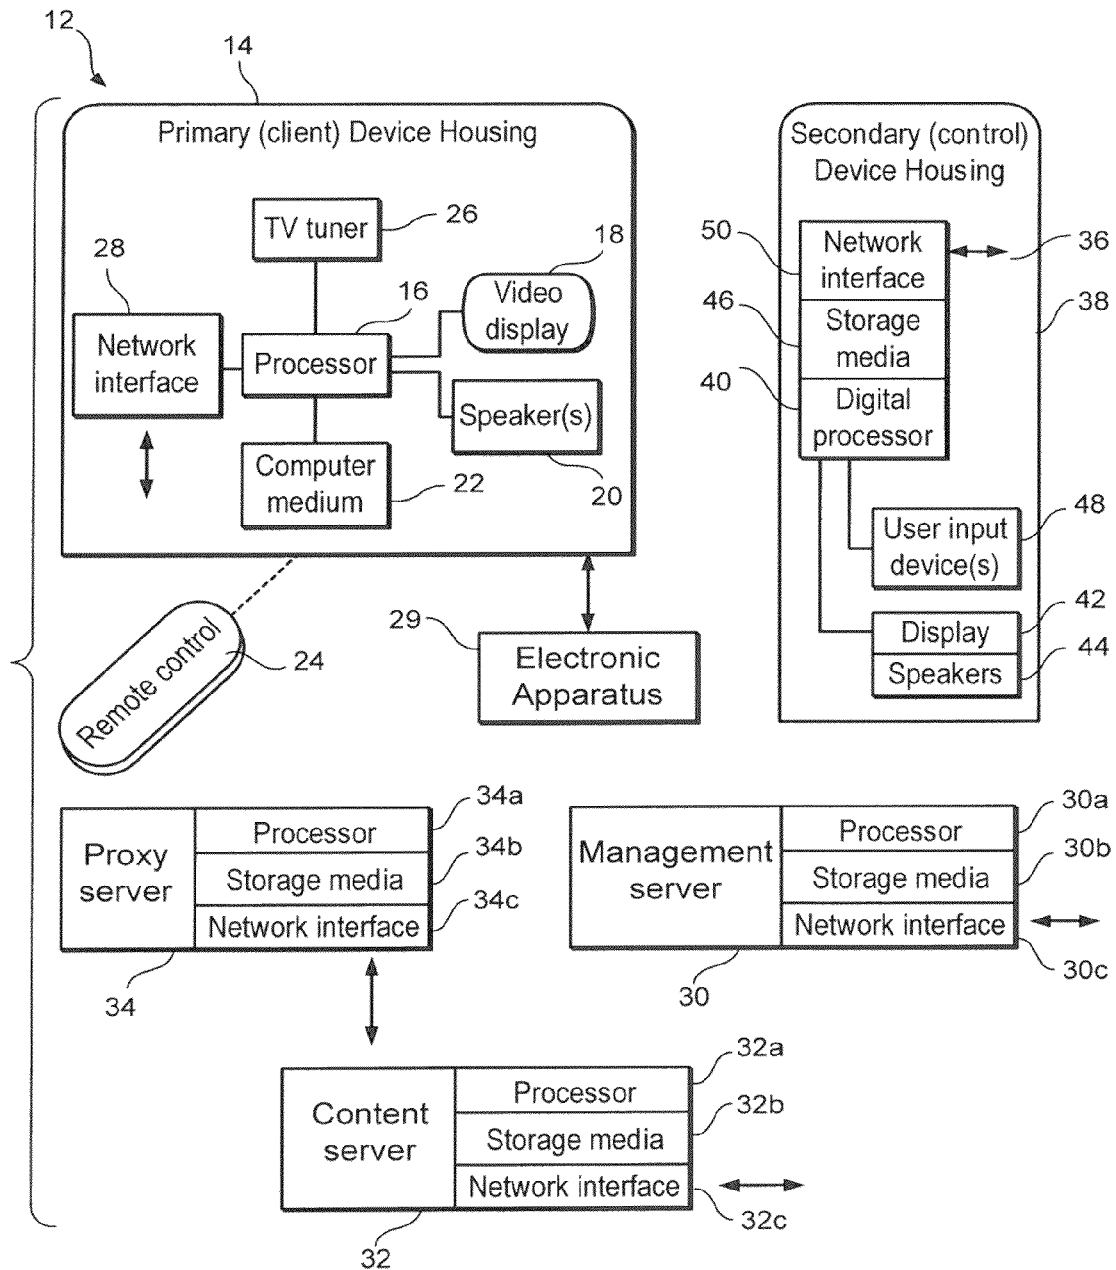 12
14
Primary (client) Device Housing
TV tuner
26
28
Network
interface
16
Processor
18
Video
display
Speaker(s)
20
Computer
medium
22
Secondary (control)
Device Housing
50
Network
interface
36
38
46
Storage
media
40
Digital
processor
48
User input
device(s)
42
Display
44
Speakers
Remote control
24
29
Electronic
Apparatus
Proxy
server
Processor
Storage media
Network interface
34a
34b
34c
34
Management
server
Processor
Storage media
Network interface
30a
30b
30c
30
Content
server
Processor
Storage media
Network interface
32a
32b
32c
32